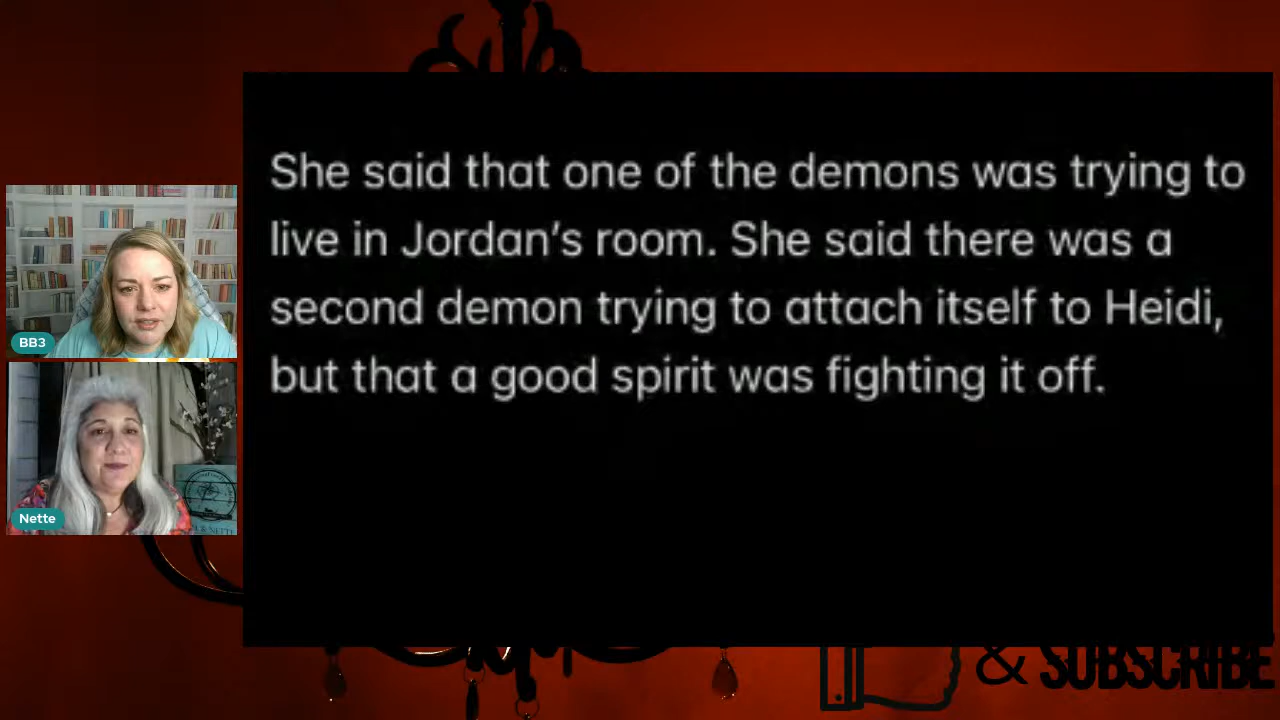 She said that one of the demons was trying to
live in Jordan's room. She said there was a
second demon trying to attach itself to Heidi,
but that a good spirit was fighting it off.
BB3
Nette
& SUBSCRIBE